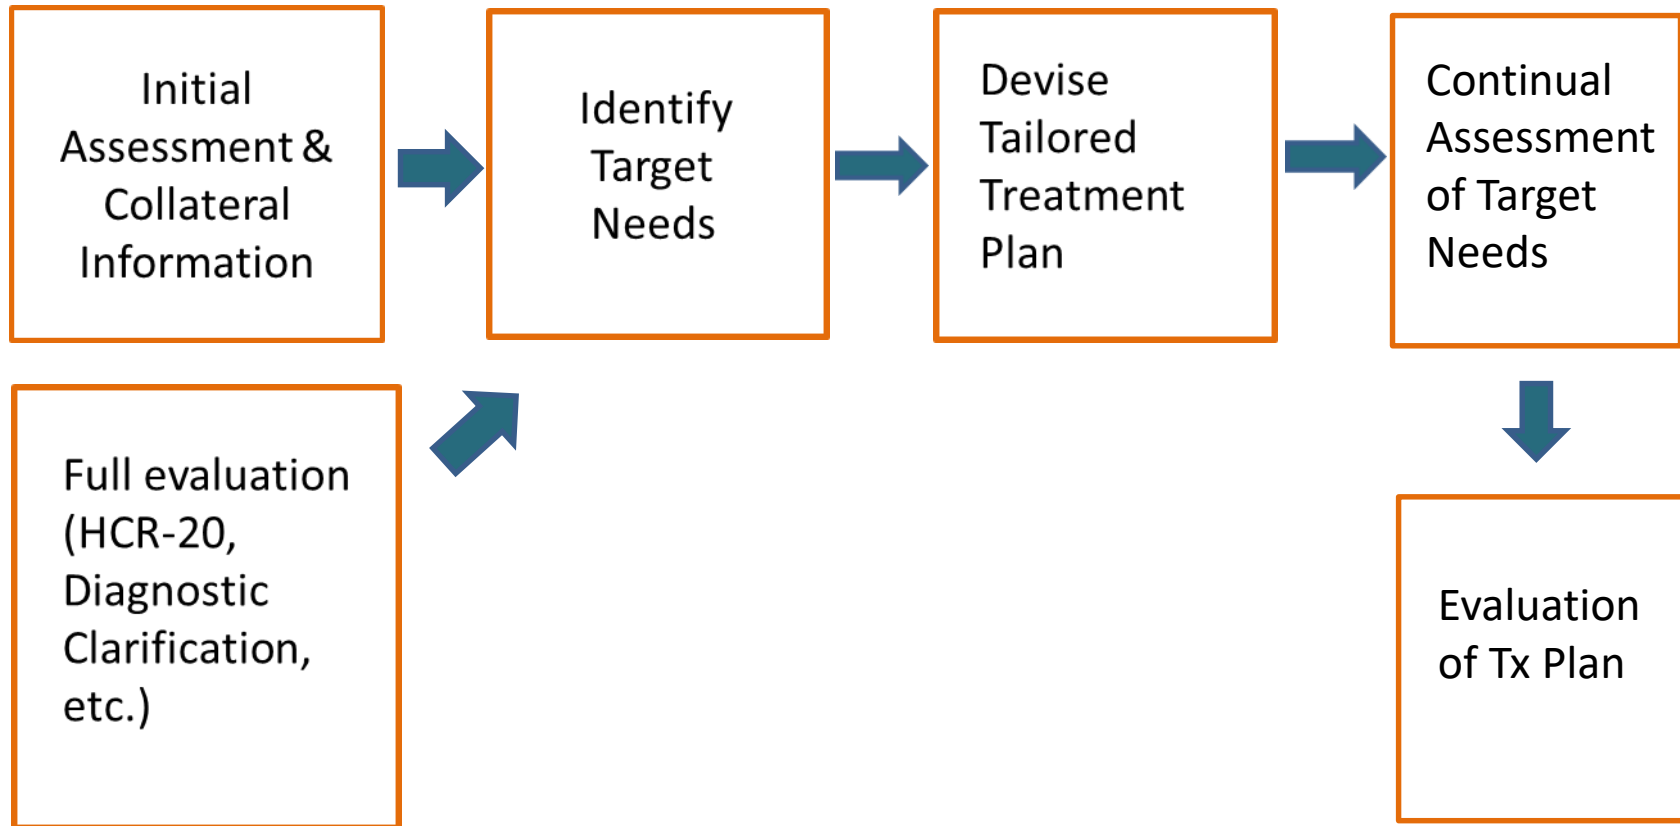 Initial
Assessment &
Collateral
Information
Identify
Target
Needs
Devise
Tailored
Treatment
Plan
Continual
Assessment
of Target
Needs
Full evaluation
(HCR-20,
Diagnostic
Clarification,
etc.)
Evaluation
of Tx Plan